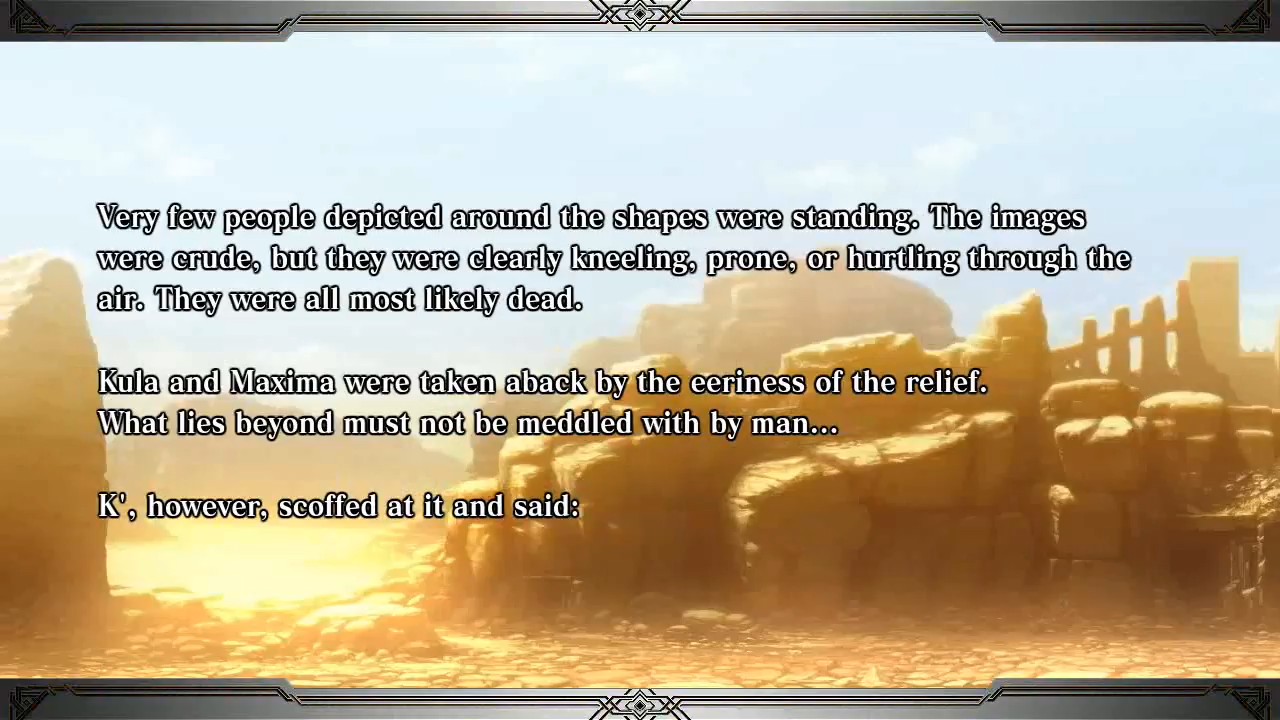 Very few people depicted around the shapes were standing. The images
were crude, but they were clearly kneeling, prone, or hurtling through the
air. They were all most likely dead.
Kula and Maxima were taken aback by the eeriness of the relief.
What lies beyond must not be meddled with by man...
K', however, scoffed at it and said: